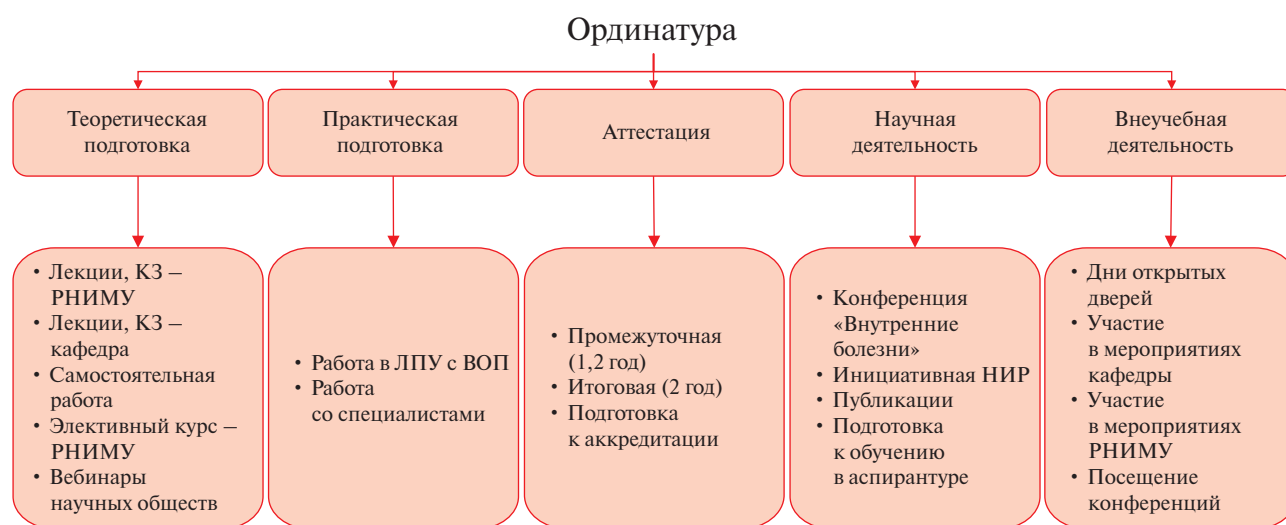 Ординатура
Теоретическая
подготовка
Практическая
подготовка
Аттестация
Научная
деятельность
Внеучебная
деятельность
• Лекции, КЗ –
РНИМУ
• Лекции, КЗ –
кафедра
• Самостоятельная
работа
• Элективный курс –
РНИМУ
• Вебинары
научных обществ
• Работа в ЛПУ с ВОП
• Работа
со специалистами
• Промежуточная
(1,2 год)
• Итоговая (2 год)
• Подготовка
к аккредитации
• Конференция
«Внутренние
болезни»
• Инициативная НИР
• Публикации
• Подготовка
к обучению
в аспирантуре
• Дни открытых
дверей
• Участие
в мероприятиях
кафедры
• Участие
в мероприятиях
РНИМУ
• Посещение
конференций